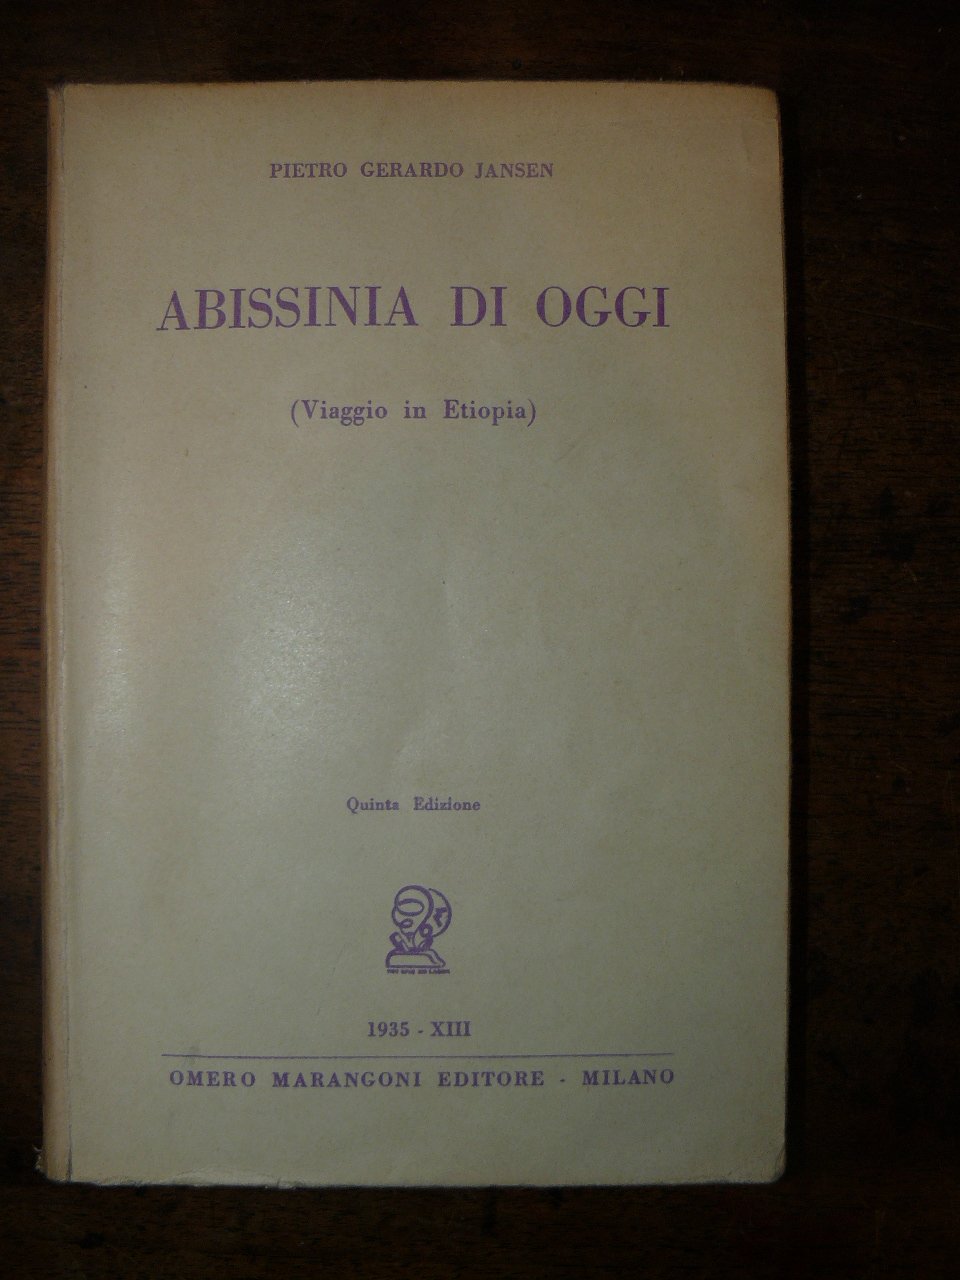 PIETRO GERARDO JANSEN
ABISSINIA DI OGGI
(Viaggio in Etiopia)
Quinta Edizione
1935 - XIII
OMERO MARANGONI EDITORE - MILANO